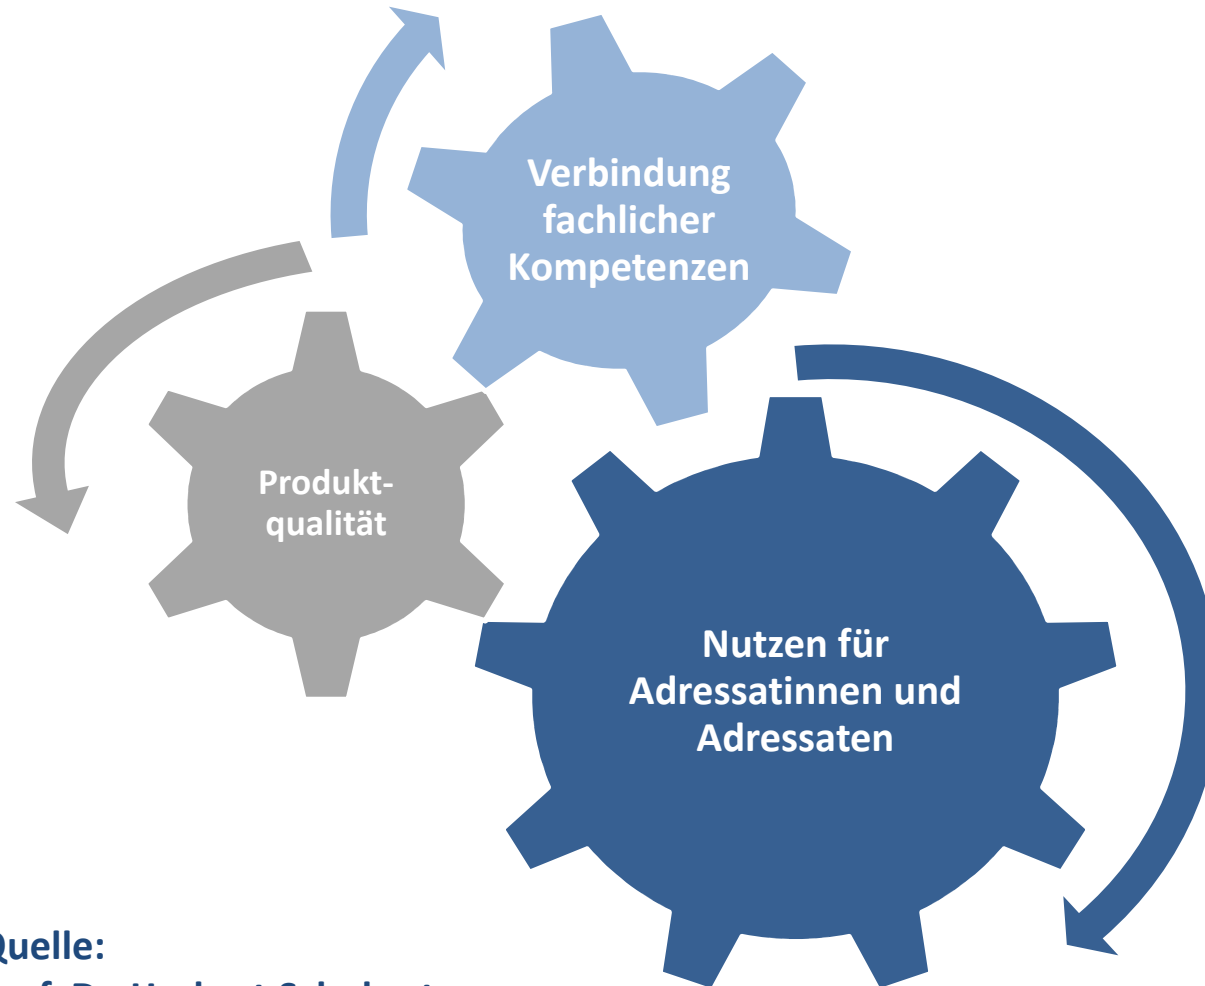 Verbindung
fachlicher
Kompetenzen
Produkt-
qualität
Nutzen für
Adressatinnen und
Adressaten
Quelle: